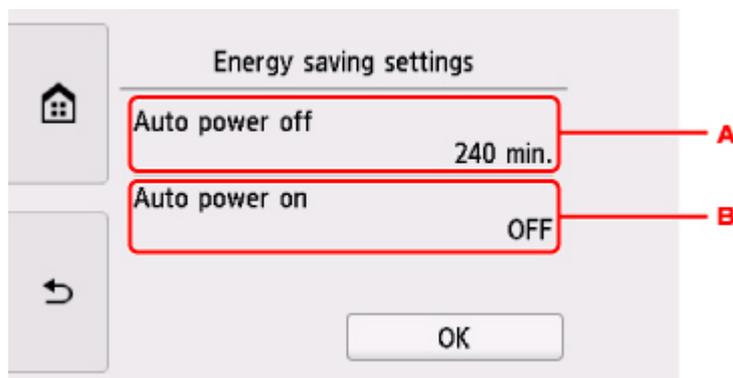 Energy saving settings
Auto power off
240 min.
A
Auto power on
OFF
B
OK